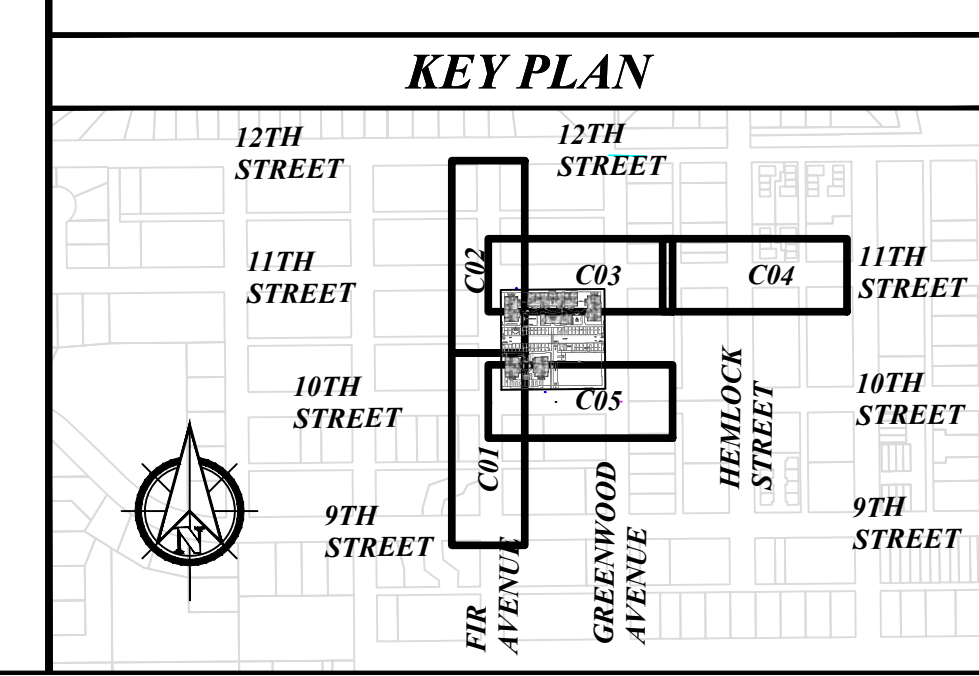 KEY PLAN
12TH
STREET
12TH
STREET
11TH
STREET
C02
C03
C04
11TH
STREET
10TH
STREET
C05
HEMLOCK
STREET
10TH
STREET
C01
9TH
STREET
GREENWOOD
AVENUE
9TH
STREET
FIR
AVENUE
N